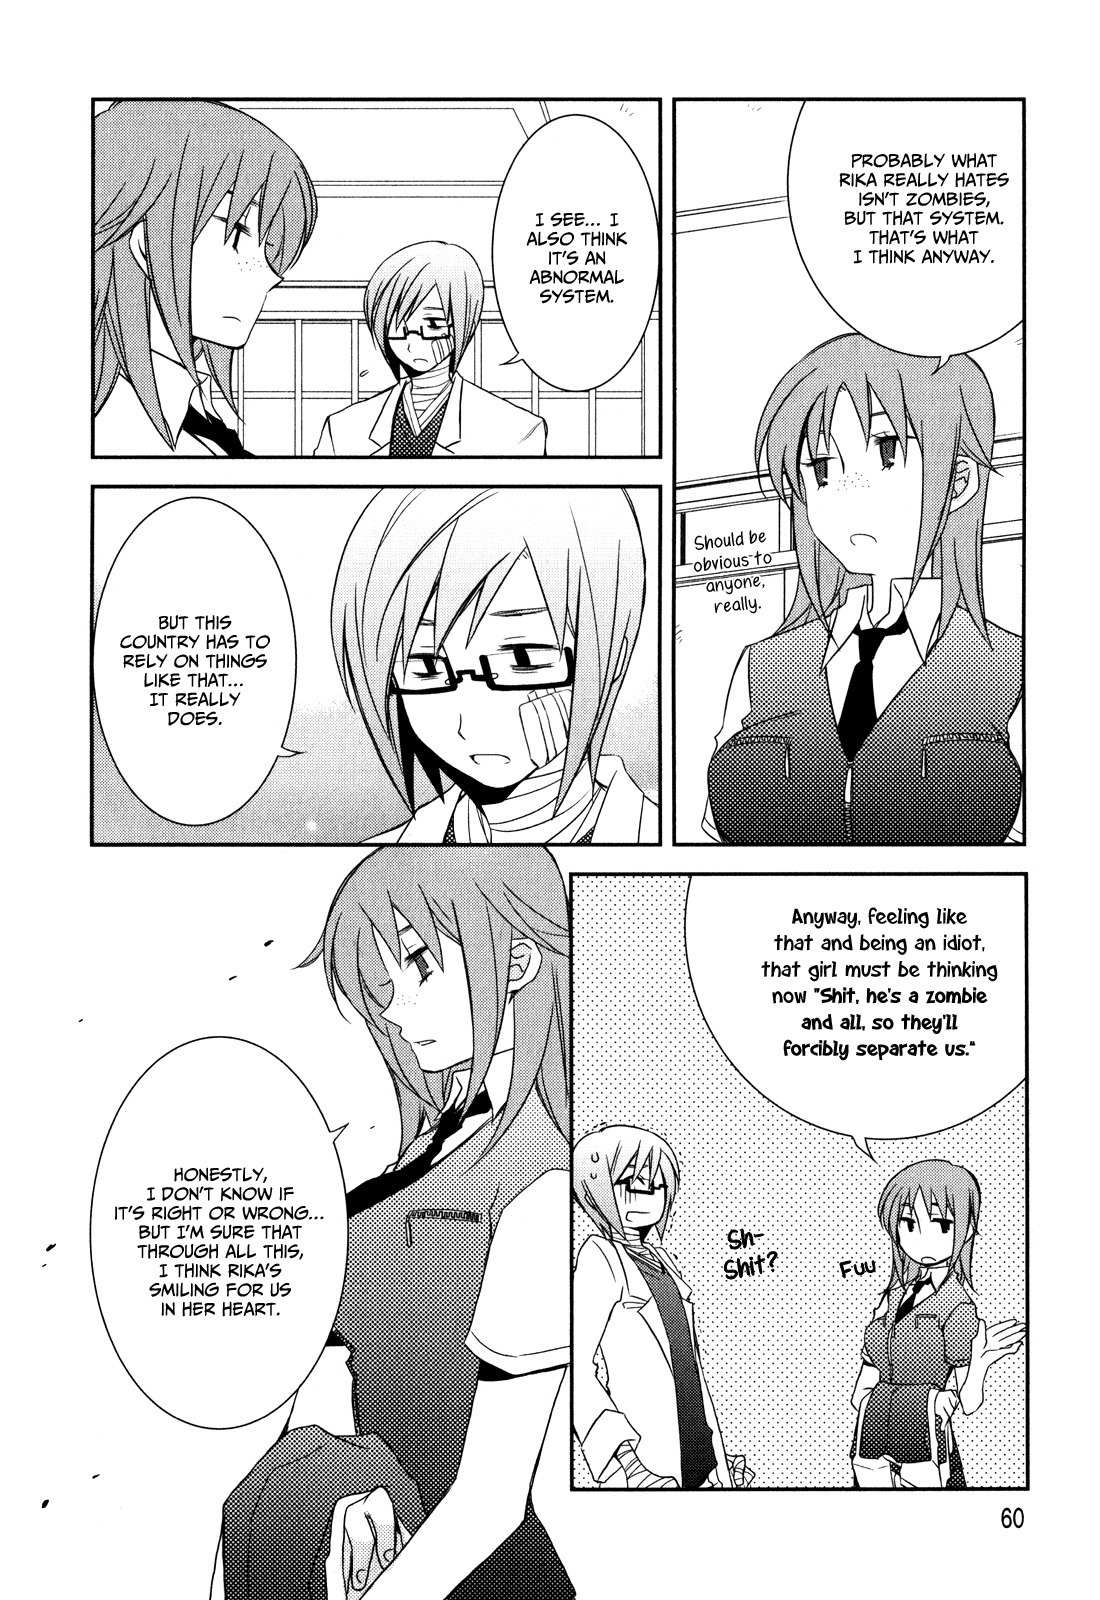 PROBABLY WHAT
RIKA REALLY HATES
ISN'T ZOMBIES,
BUT THAT SYSTEM.
THAT'S WHAT
I THINK ANYWAY.
Should be
obvious to
anyone,
really.
I SEE... I
ALSO THINK
IT'S AN
ABNORMAL
SYSTEM.
BUT THIS
COUNTRY HAS TO
RELY ON THINGS
LIKE THAT...
IT REALLY
DOES.
Anyway, feeling like
that and being an idiot,
that girl must be thinking
now "Shit, he's a zombie
and all, so they'll
forcibly separate us."
Fuu
Sh-
Shit?
HONESTLY,
I DON'T KNOW IF
IT'S RIGHT OR WRONG...
BUT I'M SURE THAT
THROUGH ALL THIS,
I THINK RIKA'S
SMILING FOR US
IN HER HEART.
60